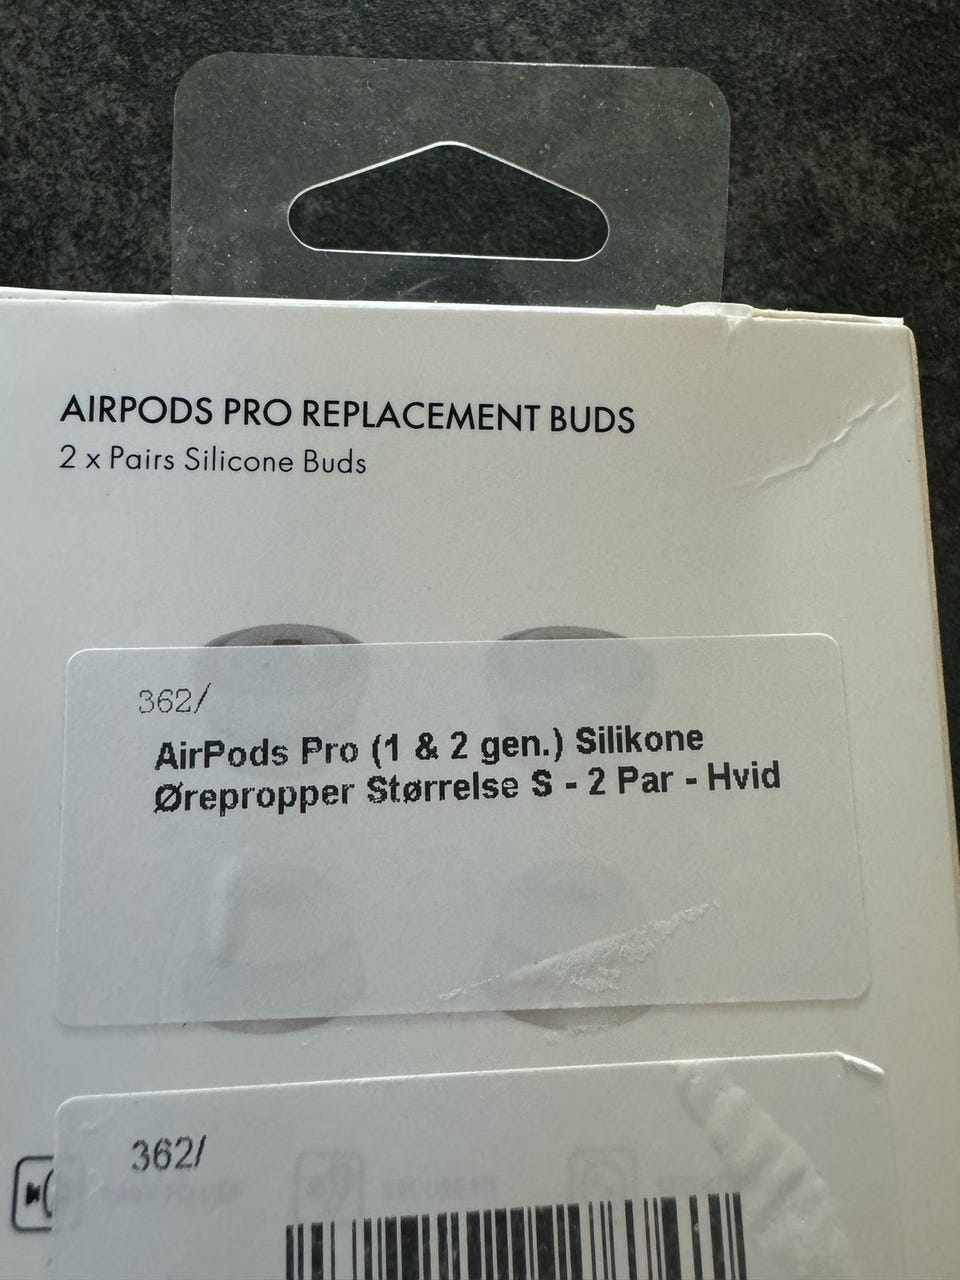 AIRPODS PRO REPLACEMENT BUDS
2 x Pairs Silicone Buds
362/
AirPods Pro (1 & 2 gen.) Silikone
Ørepropper Størrelse S - 2 Par - Hvid
362/